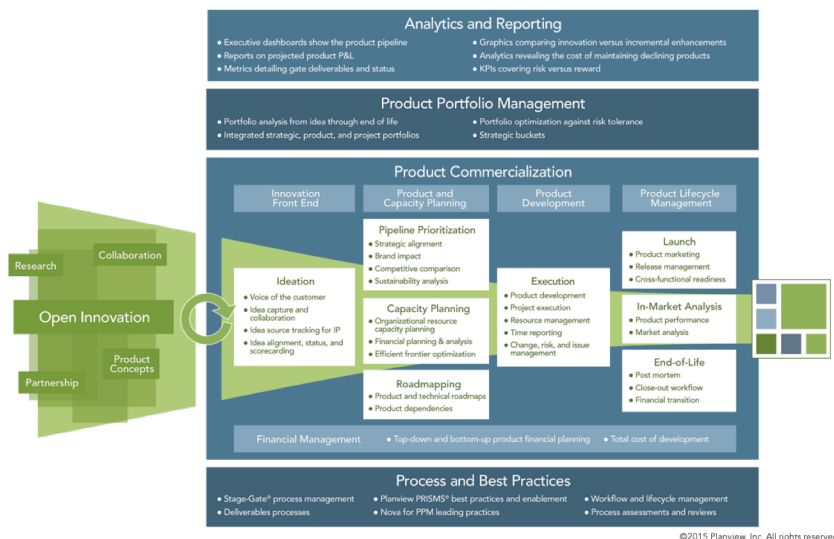 Analytics and Reporting
• Executive dashboards show the product pipeline
• Reports on projected product P&L
• Metrics detailing gate deliverables and status
• Graphics comparing innovation versus incremental enhancements
• Analytics revealing the cost of maintaining declining products
• KPIs covering risk versus reward
Product Portfolio Management
• Portfolio analysis from idea through end of life
• Integrated strategic, product, and project portfolios
• Portfolio optimization against risk tolerance
• Strategic buckets
Research
Collaboration
Open Innovation
Product
Concepts
Partnership
Product Commercialization
Innovation
Front End
Product and
Capacity Planning
Product
Development
Product Lifecycle
Management
Ideation
• Voice of the customer
• Idea capture and
collaboration
• Idea source tracking for IP
• Idea alignment, status, and
scorecarding
Pipeline Prioritization
• Strategic alignment
• Brand impact
• Competitive comparison
• Sustainability analysis
Capacity Planning
• Organizational resource
capacity planning
• Financial planning & analysis
• Efficient frontier optimization
Roadmapping
• Product and technical roadmaps
• Product dependencies
Execution
• Product development
• Project execution
• Resource management
• Time reporting
• Change, risk, and issue
management
Launch
• Product marketing
• Release management
• Cross-functional readiness
In-Market Analysis
• Product performance
• Market analysis
End-of-Life
• Post mortem
• Close-out workflow
• Financial transition
Financial Management • Top-down and bottom-up product financial planning • Total cost of development
Process and Best Practices
• Stage-Gate® process management
• Deliverables processes
• Planview PRISMS® best practices and enablement
• Nova for PPM leading practices
• Workflow and lifecycle management
• Process assessments and reviews
©2015 Planview, Inc. All rights reserve